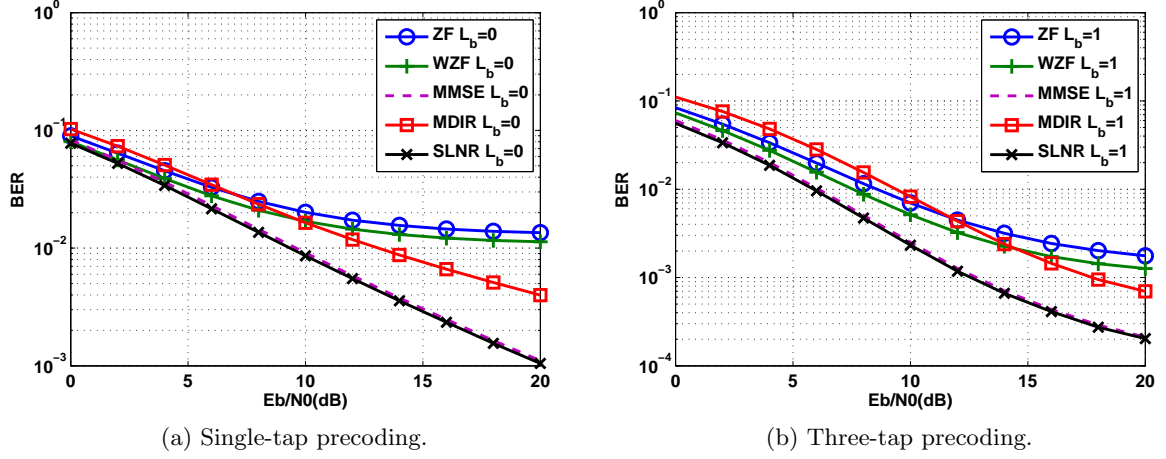 10^0
10^−1
10^−2
10^−3
BER
0
5
10
15
20
Eb/N0(dB)
ZF L_b=0
WZF L_b=0
MMSE L_b=0
MDIR L_b=0
SLNR L_b=0
(a) Single-tap precoding.
10^0
10^−1
10^−2
10^−3
10^−4
BER
0
5
10
15
20
Eb/N0(dB)
ZF L_b=1
WZF L_b=1
MMSE L_b=1
MDIR L_b=1
SLNR L_b=1
(b) Three-tap precoding.